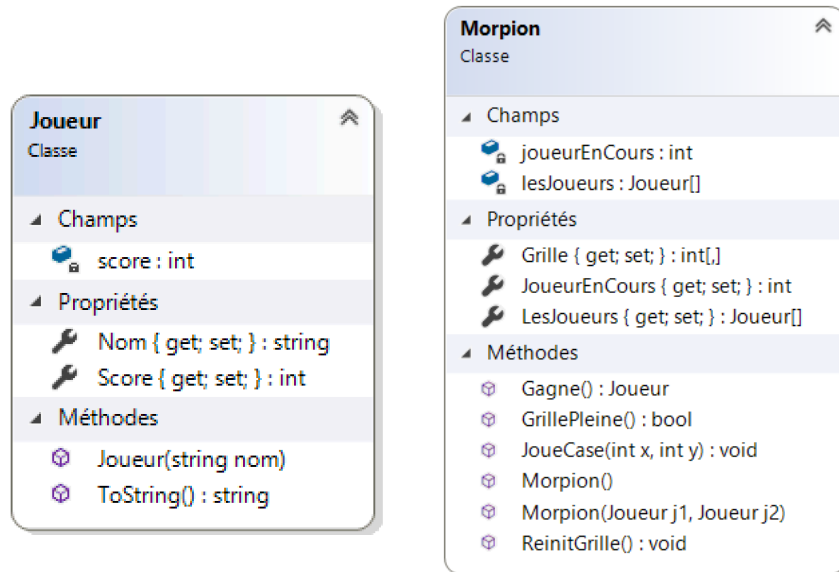 Joueur
Classe
Champs
score : int
Propriétés
Nom { get; set; } : string
Score { get; set; } : int
Méthodes
Joueur(string nom)
ToString() : string
Morpion
Classe
Champs
joueurEnCours : int
lesJoueurs : Joueur[]
Propriétés
Grille { get; set; } : int[,]
JoueurEnCours { get; set; } : int
LesJoueurs { get; set; } : Joueur[]
Méthodes
Gagne() : Joueur
GrillePleine() : bool
JoueCase(int x, int y) : void
Morpion()
Morpion(Joueur j1, Joueur j2)
ReinitGrille() : void